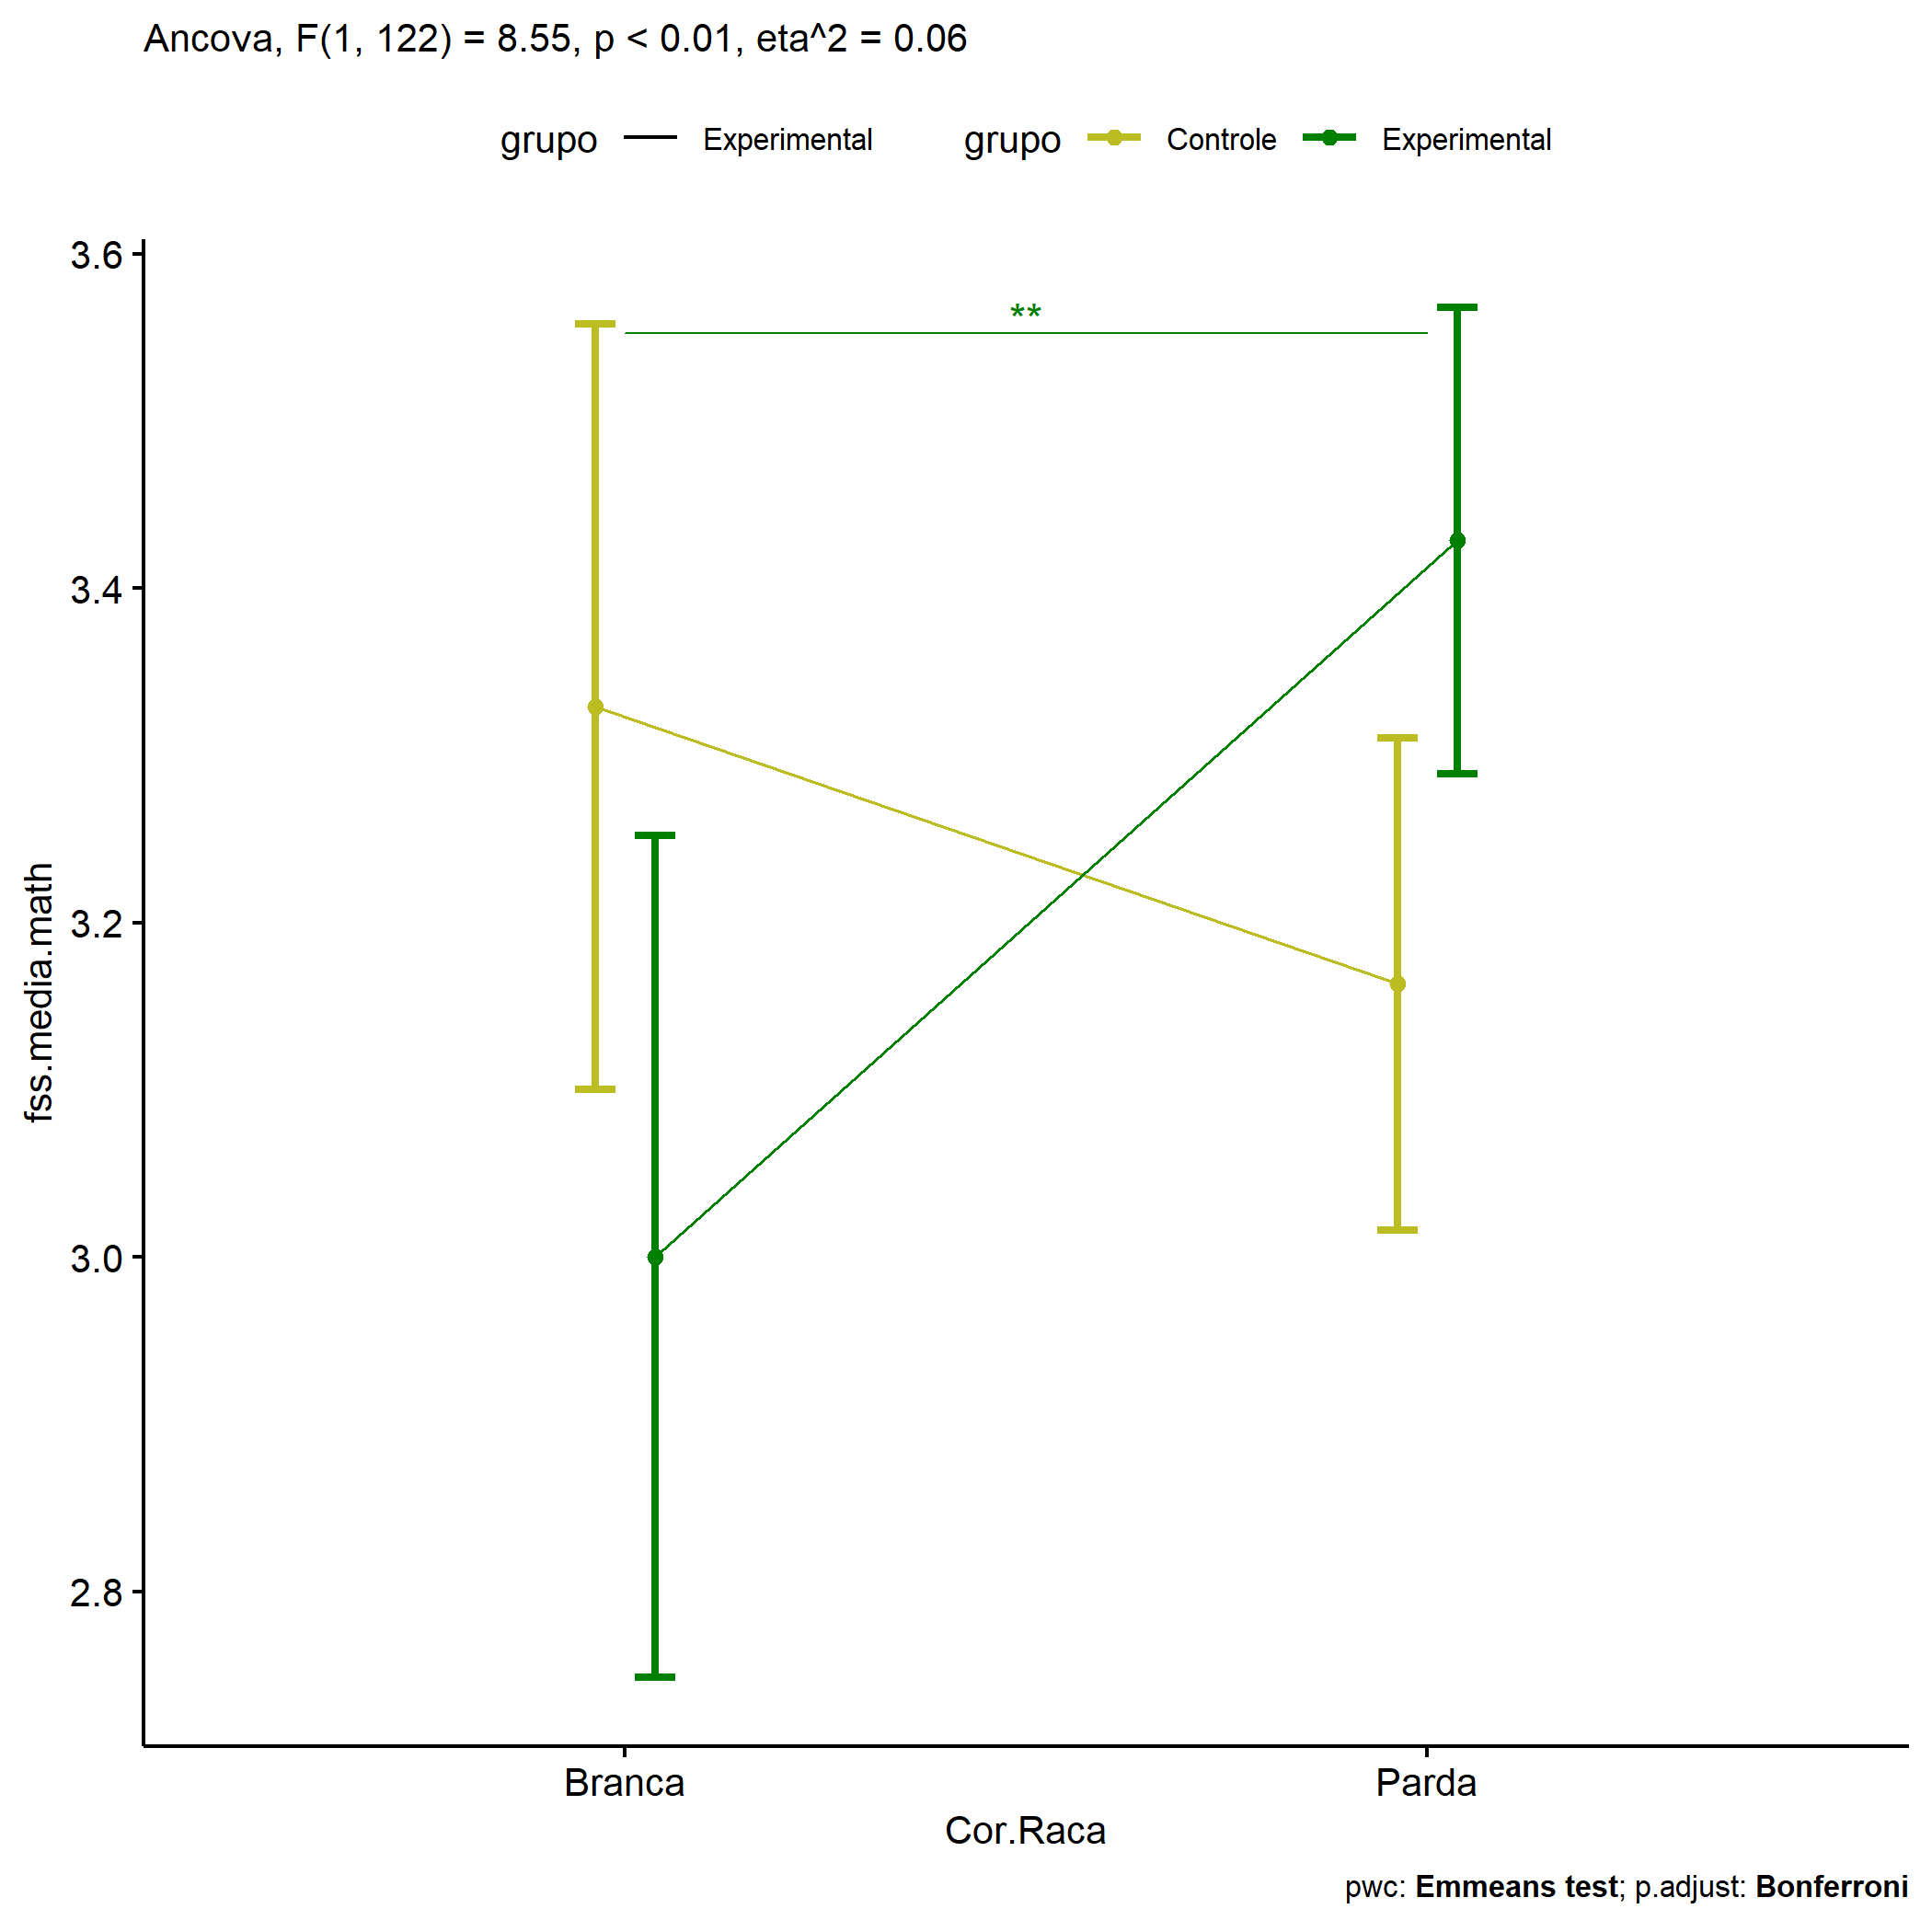 Ancova, F(1, 122) = 8.55, p < 0.01, eta^2 = 0.06
grupo Experimental grupo Controle Experimental
3.6
**
3.4
3.2
3.0
2.8
fss.media.math
Branca Parda
Cor.Raca
pwc: Emmeans test; p.adjust: Bonferroni